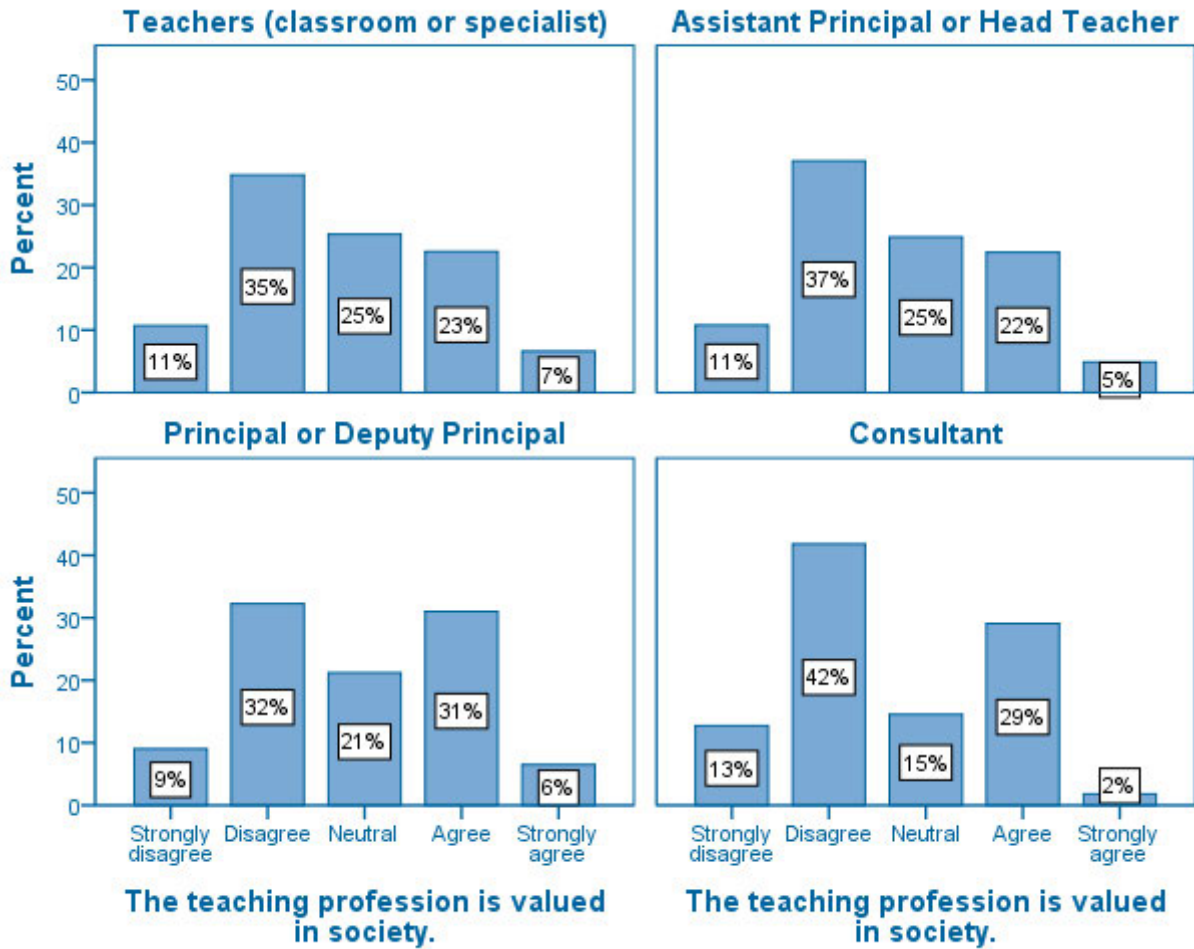 Teachers (classroom or specialist)
Assistant Principal or Head Teacher
Percent
50
40
30
20
10
0
11%
35%
25%
23%
7%
11%
37%
25%
22%
5%
Principal or Deputy Principal
Consultant
Percent
50
40
30
20
10
0
9%
32%
21%
31%
6%
13%
42%
15%
29%
2%
Strongly
disagree
Disagree
Neutral
Agree
Strongly
agree
Strongly
disagree
Disagree
Neutral
Agree
Strongly
agree
The teaching profession is valued
in society.
The teaching profession is valued
in society.